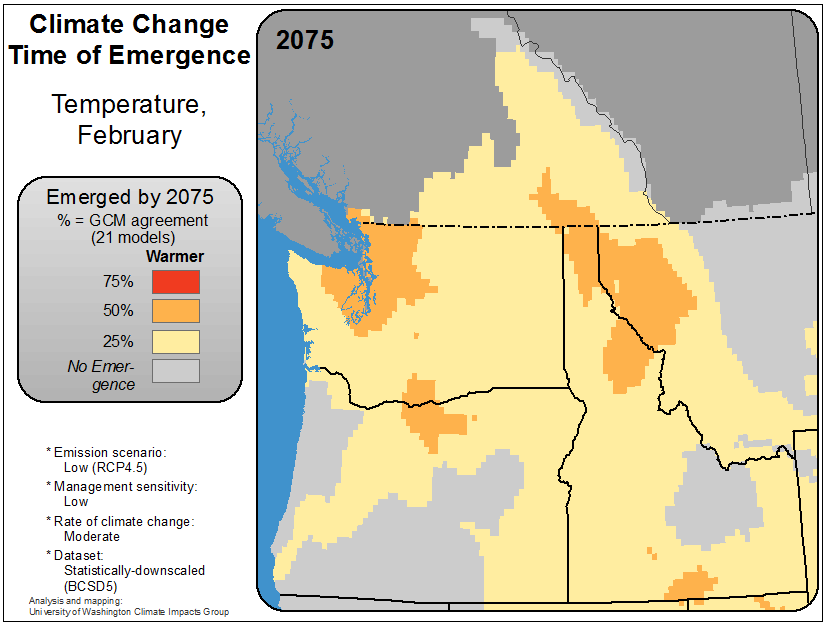 Climate Change
Time of Emergence
Temperature,
February
2075
Emerged by 2075
% = GCM agreement
(21 models)
Warmer
75%
50%
25%
No Emer-
gence
* Emission scenario:
Low (RCP4.5)
* Management sensitivity:
Low
* Rate of climate change:
Moderate
* Dataset:
Statistically-downscaled
(BCSD5)
Analysis and mapping:
University of Washington Climate Impacts Group